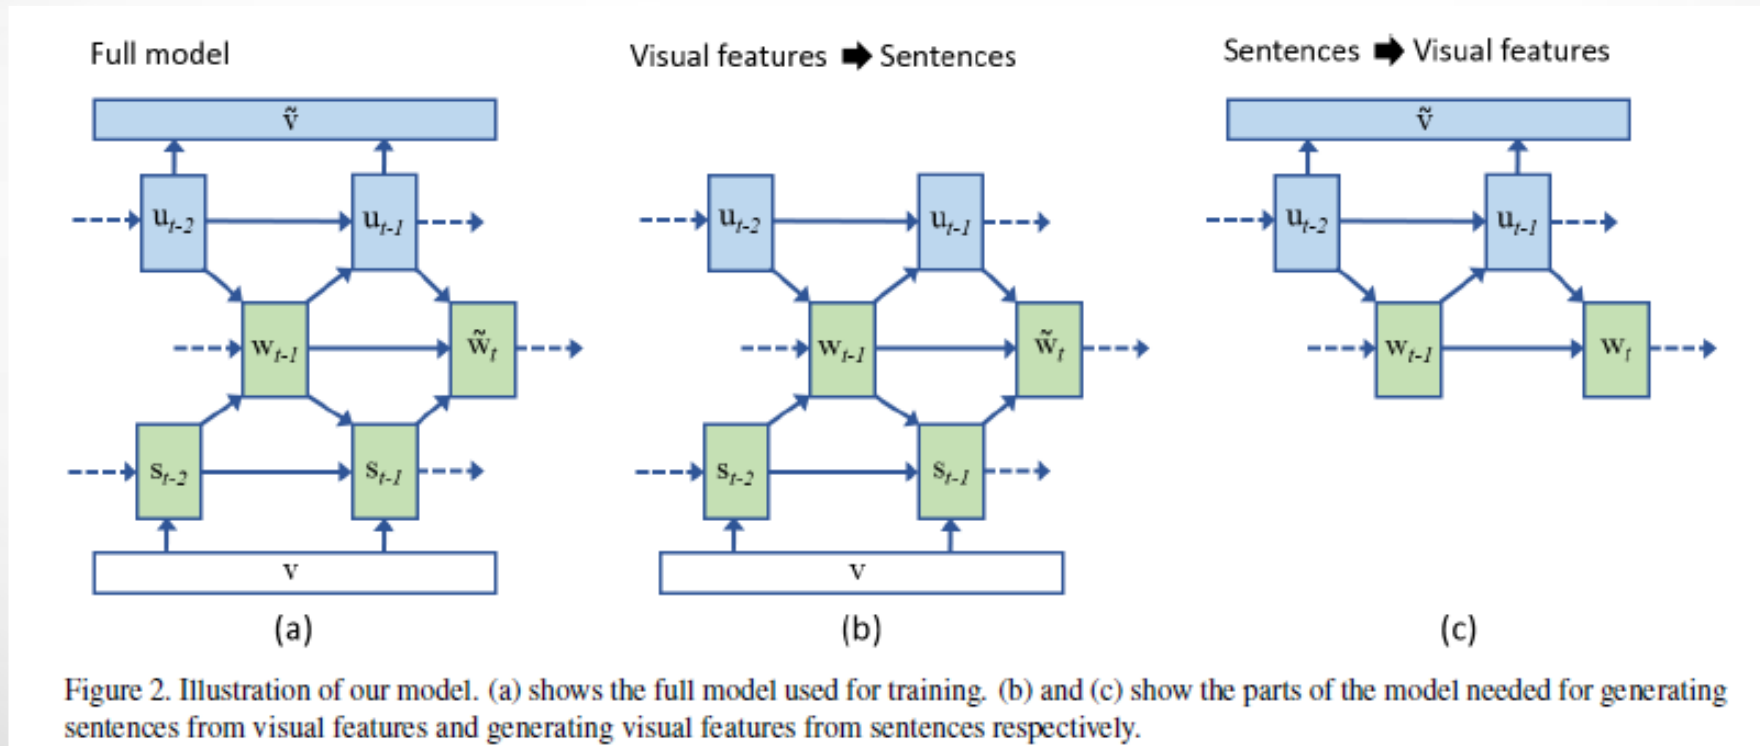 Full model
Visual features ➡ Sentences
Sentences ➡ Visual features
ṽ
u_{t-2}
u_{t-1}
w_{t-1}
w̃_t
s_{t-2}
s_{t-1}
v
(a)
u_{t-2}
u_{t-1}
w_{t-1}
w̃_t
s_{t-2}
s_{t-1}
v
(b)
ṽ
u_{t-2}
u_{t-1}
w_{t-1}
w_t
(c)
Figure 2. Illustration of our model. (a) shows the full model used for training. (b) and (c) show the parts of the model needed for generating
sentences from visual features and generating visual features from sentences respectively.